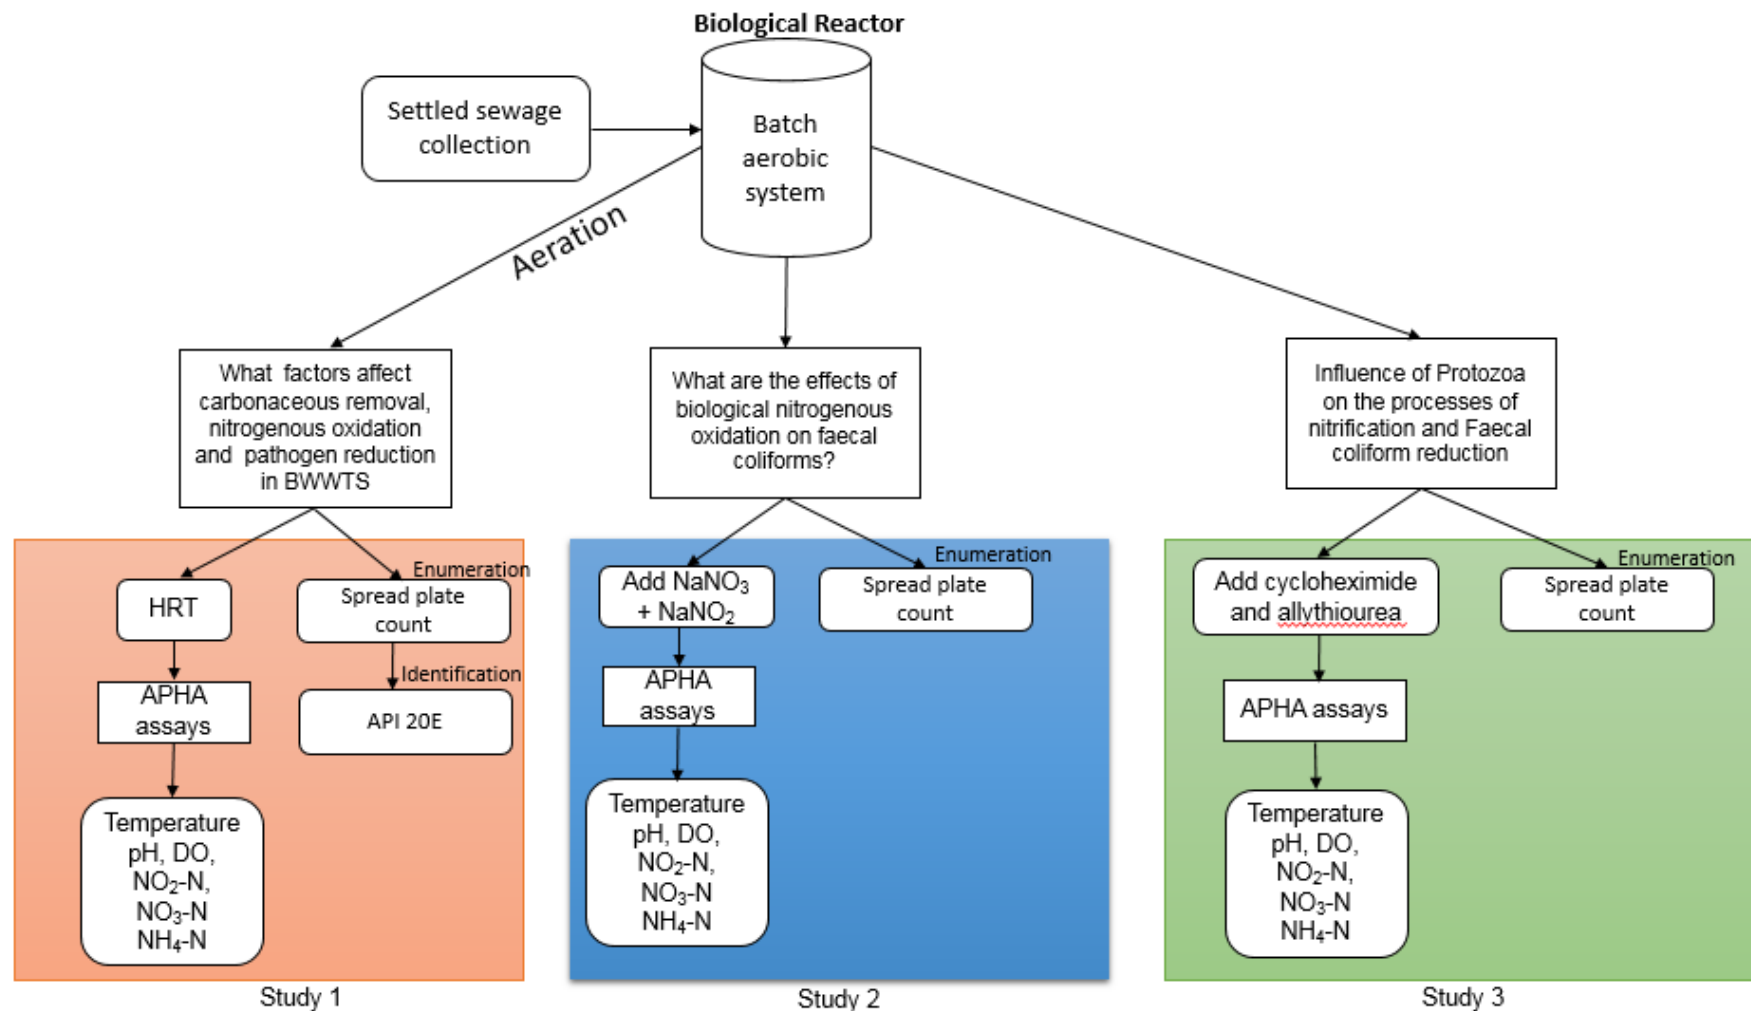 Biological Reactor
Settled sewage
collection
Batch
aerobic
system
Aeration
What factors affect
carbonaceous removal,
nitrogenous oxidation
and pathogen reduction
in BWWTS
What are the effects of
biological nitrogenous
oxidation on faecal
coliforms?
Influence of Protozoa
on the processes of
nitrification and Faecal
coliform reduction
HRT
Enumeration
Spread plate
count
APHA
assays
Identification
API 20E
Temperature
pH, DO,
NO₂-N,
NO₃-N
NH₄-N
Study 1
Add NaNO₃
+ NaNO₂
Enumeration
Spread plate
count
APHA
assays
Temperature
pH, DO,
NO₂-N,
NO₃-N
NH₄-N
Study 2
Add cycloheximide
and allythiourea
Enumeration
Spread plate
count
APHA assays
Temperature
pH, DO,
NO₂-N,
NO₃-N
NH₄-N
Study 3